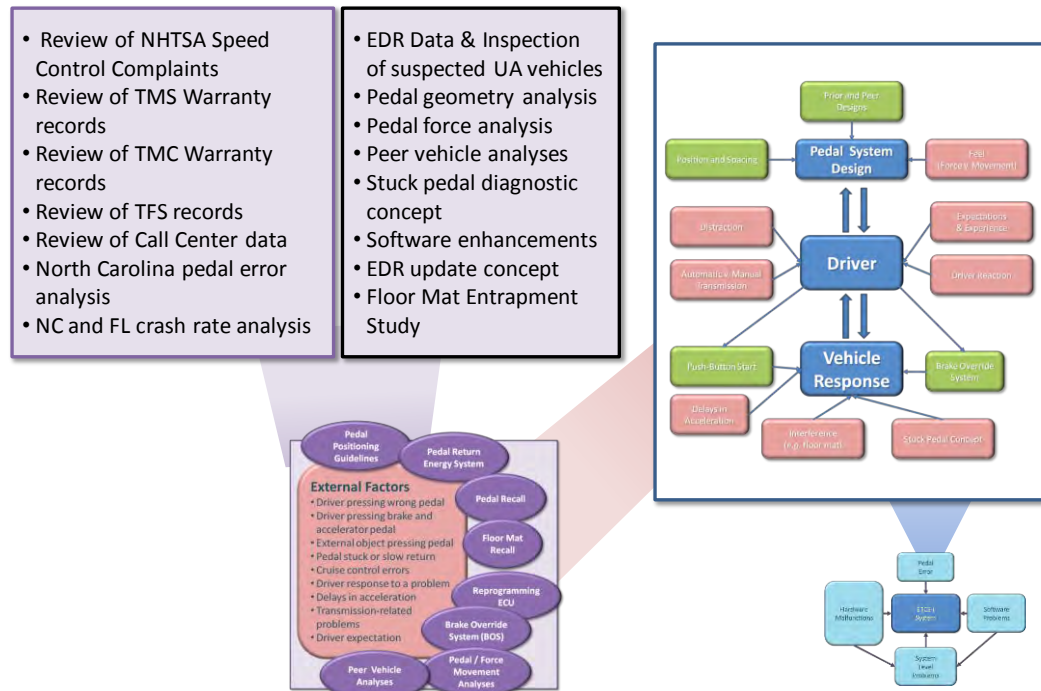 • Review of NHTSA Speed
Control Complaints
• Review of TMS Warranty
records
• Review of TMC Warranty
records
• Review of TFS records
• Review of Call Center data
• North Carolina pedal error
analysis
• NC and FL crash rate analysis
• EDR Data & Inspection
of suspected UA vehicles
• Pedal geometry analysis
• Pedal force analysis
• Peer vehicle analyses
• Stuck pedal diagnostic
concept
• Software enhancements
• EDR update concept
• Floor Mat Entrapment
Study
Prior and Peer
Designs
Position and Spacing
Pedal System
Design
Feel
(Force & Movement)
Distraction
Expectations
& Experience
Driver
Automatic v Manual
Transmission
Driver Reaction
Push-Button Start
Vehicle
Response
Brake Override
System
Delays in
Acceleration
Interference
(e.g. floor mat)
Stuck Pedal Concept
Pedal
Positioning
Guidelines
Pedal Return
Energy System
Pedal Recall
Floor Mat
Recall
Reprogramming
ECU
Brake Override
System (BOS)
Pedal / Force
Movement
Analyses
Peer Vehicle
Analyses
External Factors
• Driver pressing wrong pedal
• Driver pressing brake and
accelerator pedal
• External object pressing pedal
• Pedal stuck or slow return
• Cruise control errors
• Driver response to a problem
• Delays in acceleration
• Transmission-related
problems
• Driver expectation
Pedal
Error
Hardware
Malfunctions
System
Software
Problems
System
Level
Problems